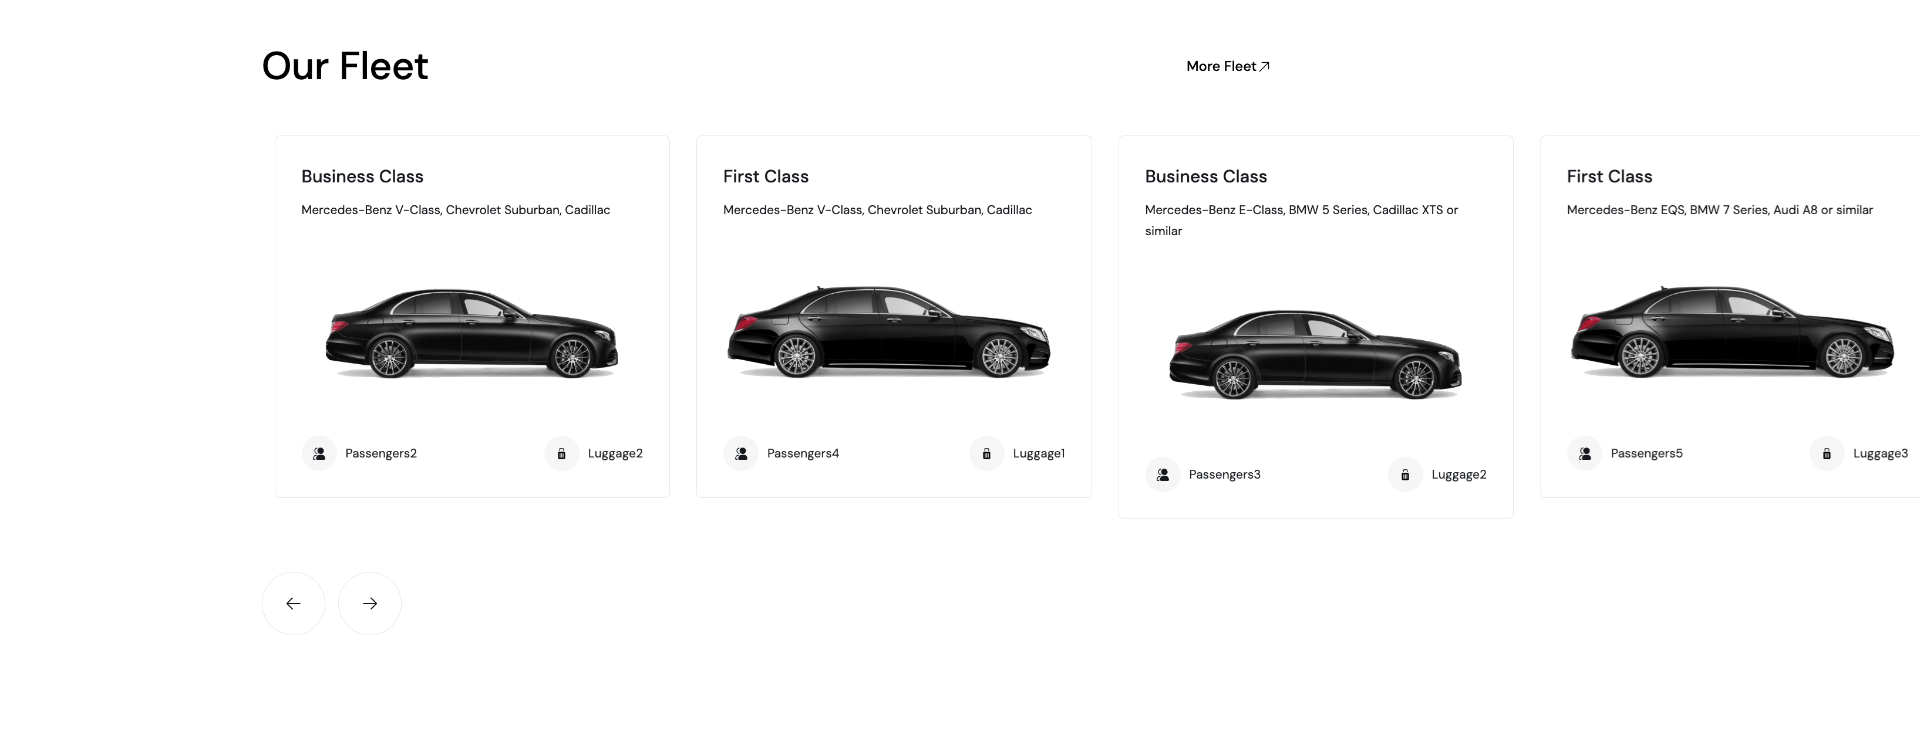 Our Fleet
More Fleet
Business Class
Mercedes-Benz V-Class, Chevrolet Suburban, Cadillac
Passengers2
Luggage2
First Class
Mercedes-Benz V-Class, Chevrolet Suburban, Cadillac
Passengers4
Luggage1
Business Class
Mercedes-Benz E-Class, BMW 5 Series, Cadillac XTS or
similar
Passengers3
Luggage2
First Class
Mercedes-Benz EQS, BMW 7 Series, Audi A8 or similar
Passengers5
Luggage3